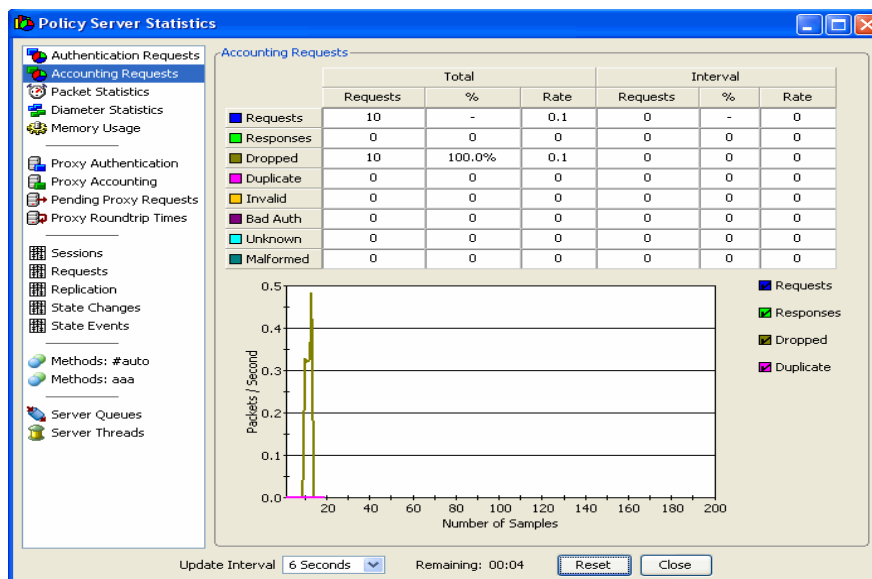 Policy Server Statistics
Authentication Requests
Accounting Requests
Packet Statistics
Diameter Statistics
Memory Usage
Proxy Authentication
Proxy Accounting
Pending Proxy Requests
Proxy Roundtrip Times
Sessions
Requests
Replication
State Changes
State Events
Methods: #auto
Methods: aaa
Server Queues
Server Threads
Accounting Requests
Total Interval
Requests % Rate Requests % Rate
Requests 10 - 0.1 0 - 0
Responses 0 0 0 0 0 0
Dropped 10 100.0% 0.1 0 0 0
Duplicate 0 0 0 0 0 0
Invalid 0 0 0 0 0 0
Bad Auth 0 0 0 0 0 0
Unknown 0 0 0 0 0 0
Malformed 0 0 0 0 0 0
0.5
0.4
0.3
0.2
0.1
0.0
Packets / Second
20 40 60 80 100 120 140 160 180 200
Number of Samples
Requests
Responses
Dropped
Duplicate
Update Interval 6 Seconds Remaining: 00:04 Reset Close